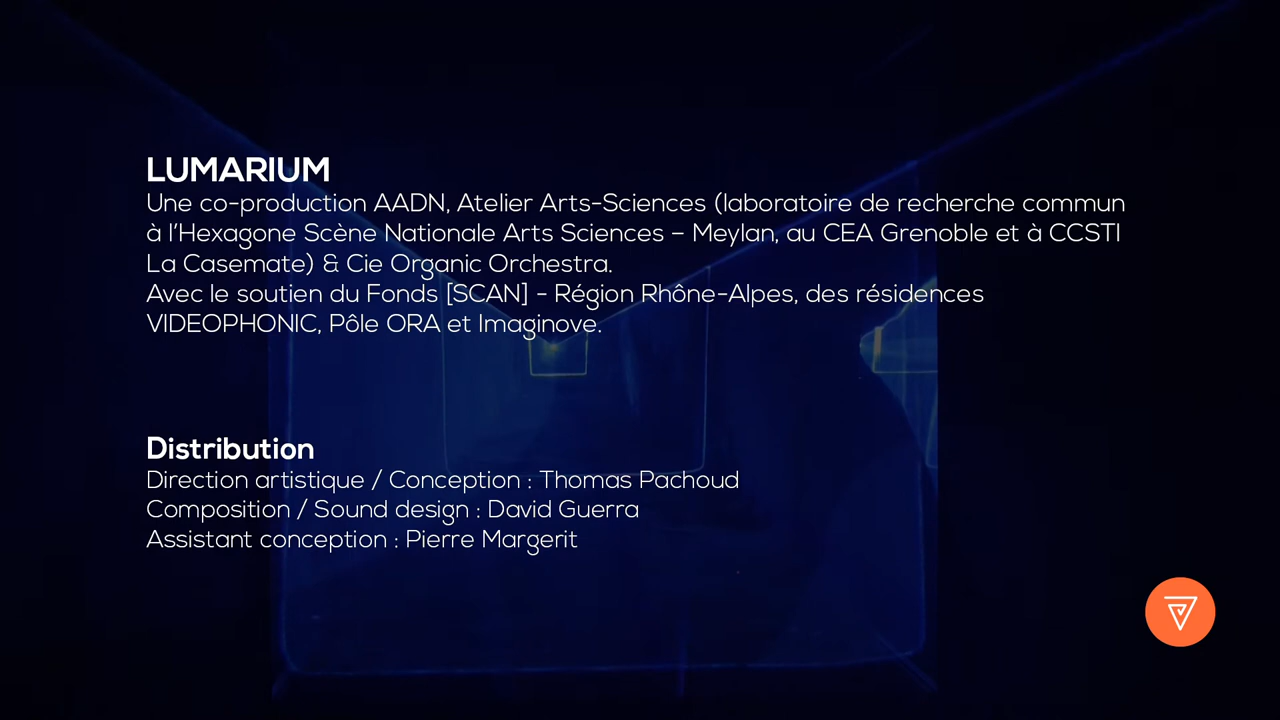 LUMARIUM
Une co-production AADN, Atelier Arts-Sciences (laboratoire de recherche commun
à l'Hexagone Scène Nationale Arts Sciences – Meylan, au CEA Grenoble et à CCSTI
La Casemate) & Cie Organic Orchestra.
Avec le soutien du Fonds [SCAN] - Région Rhône-Alpes, des résidences
VIDEOPHONIC, Pôle ORA et Imaginove.
Distribution
Direction artistique / Conception : Thomas Pachoud
Composition / Sound design : David Guerra
Assistant conception : Pierre Margerit